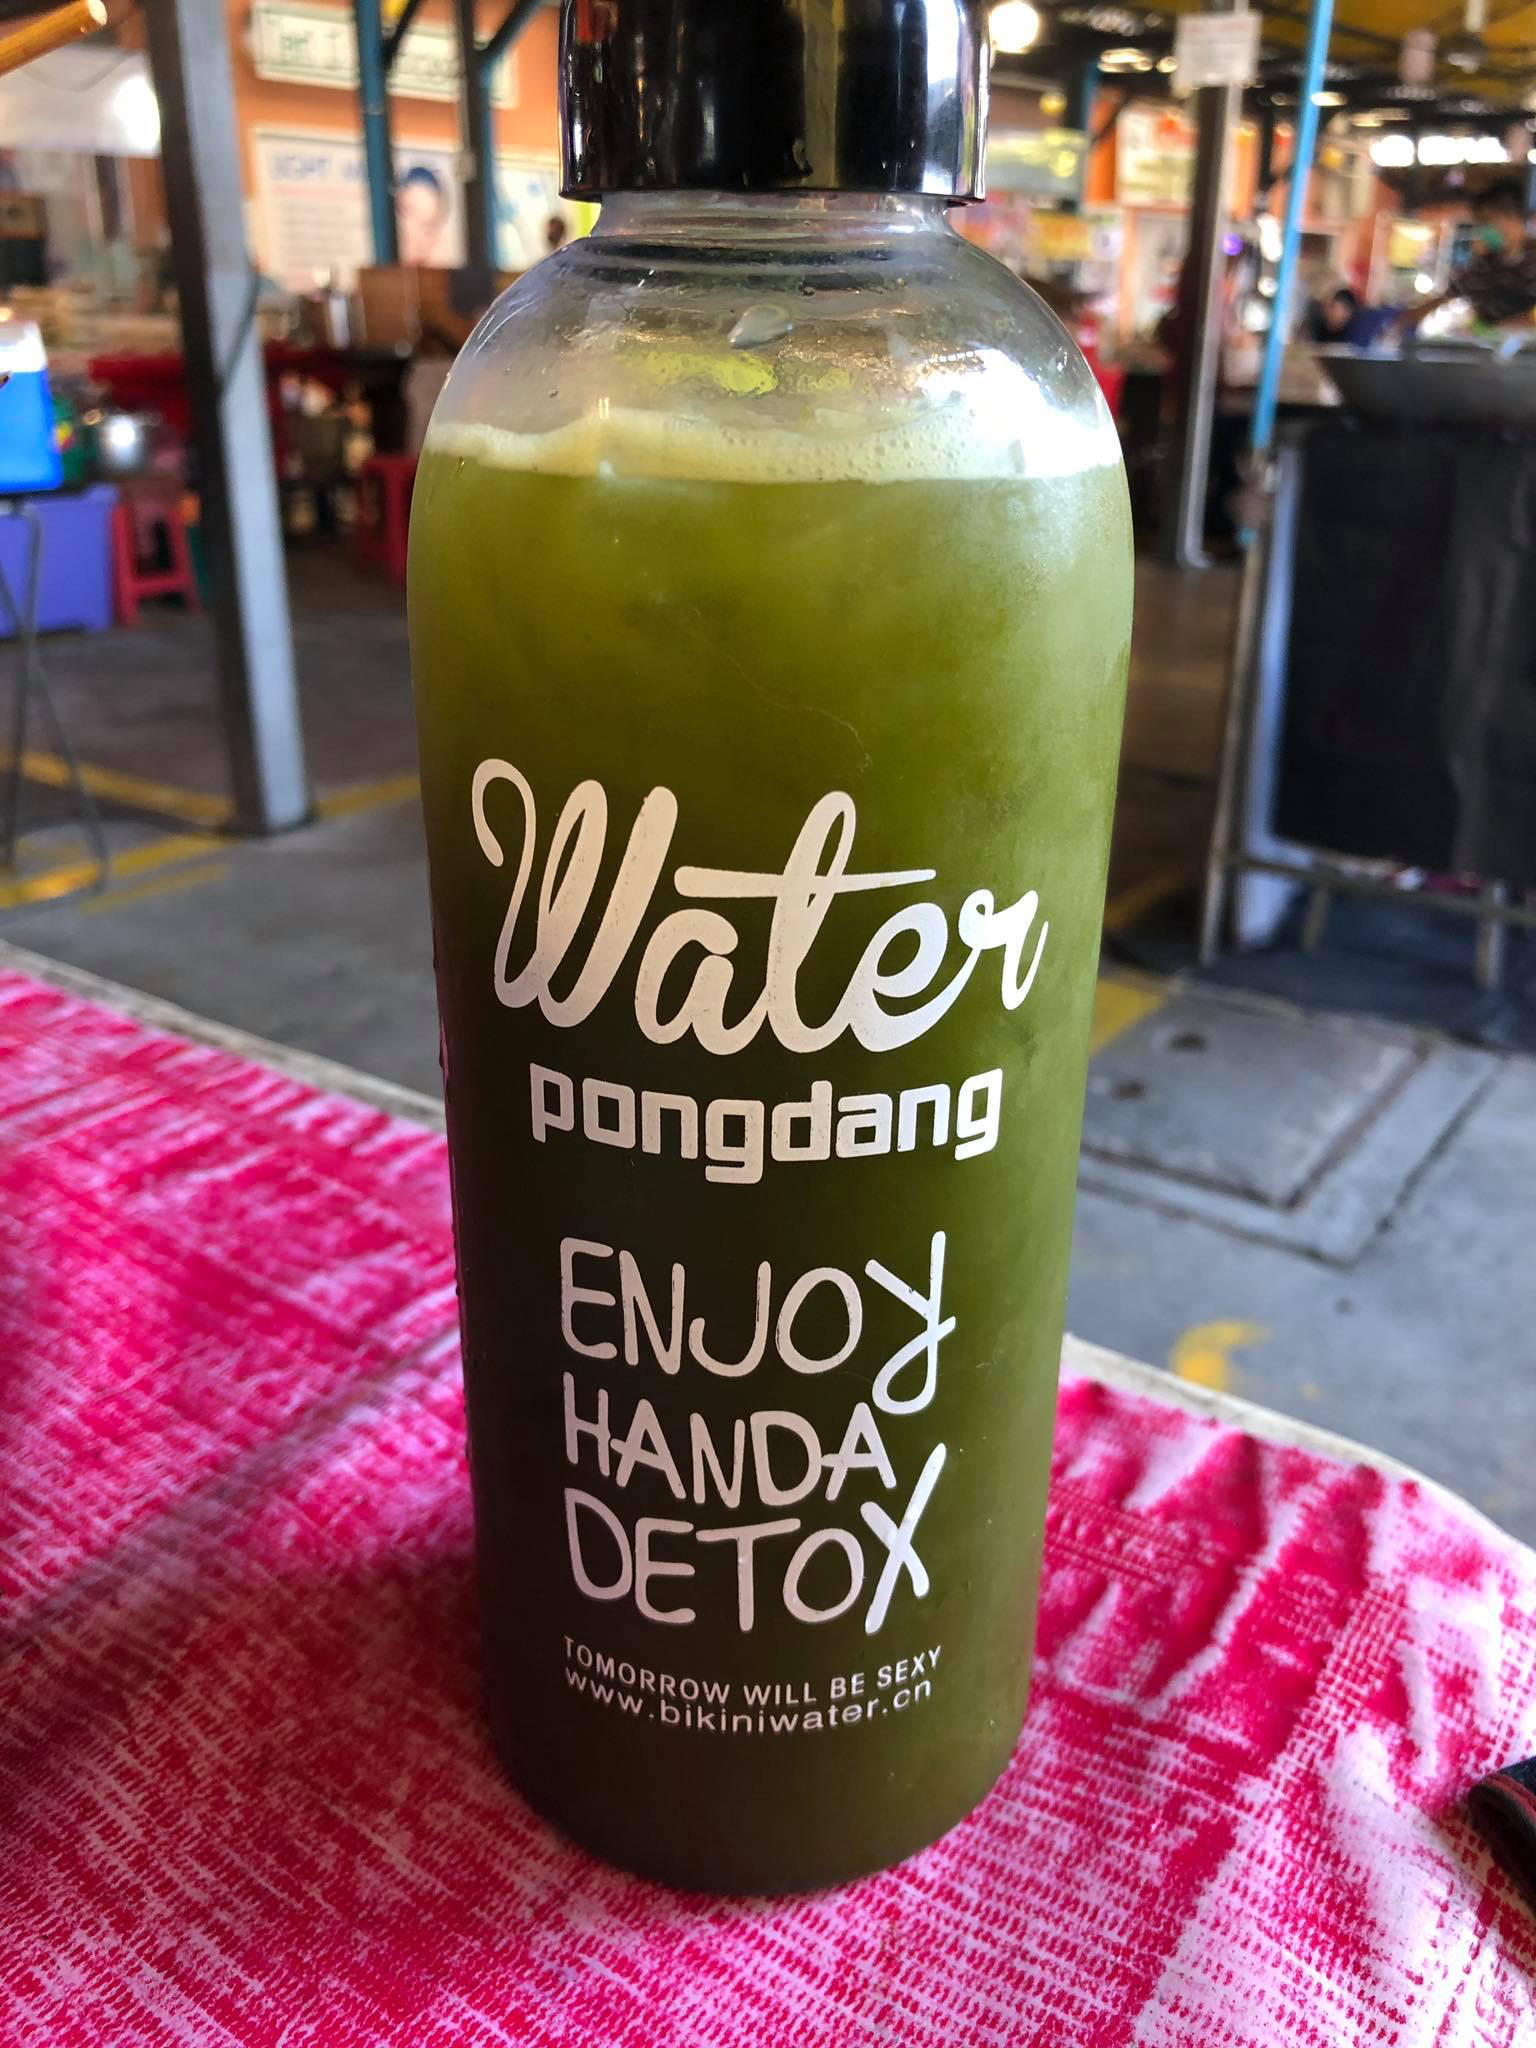 Water
pongdang
ENJOY
HANDA
DETOX
TOMORROW WILL BE SEXY
www.bikiniwater.cn